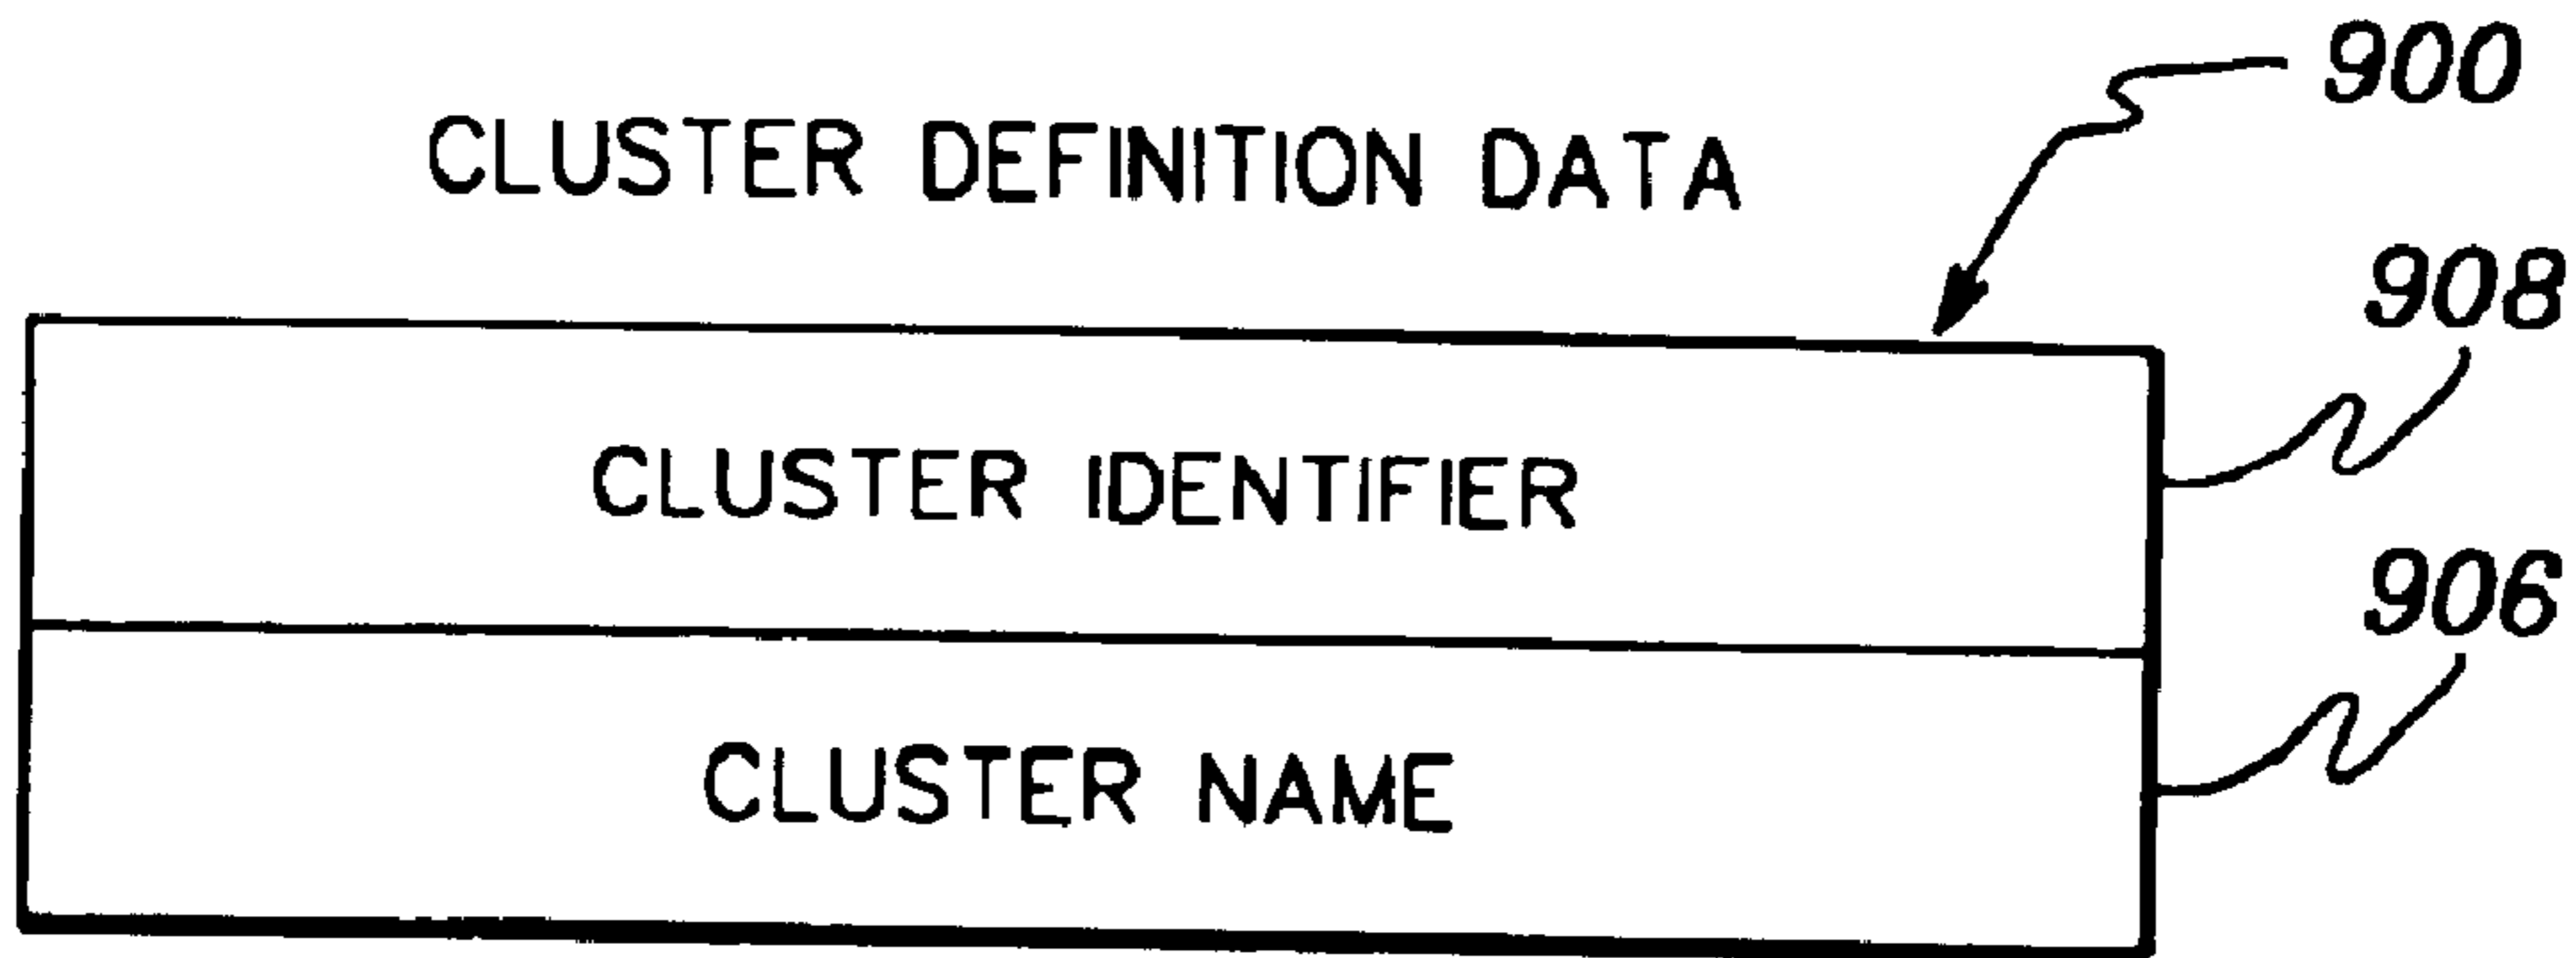 900
CLUSTER DEFINITION DATA
908
CLUSTER IDENTIFIER
906
CLUSTER NAME